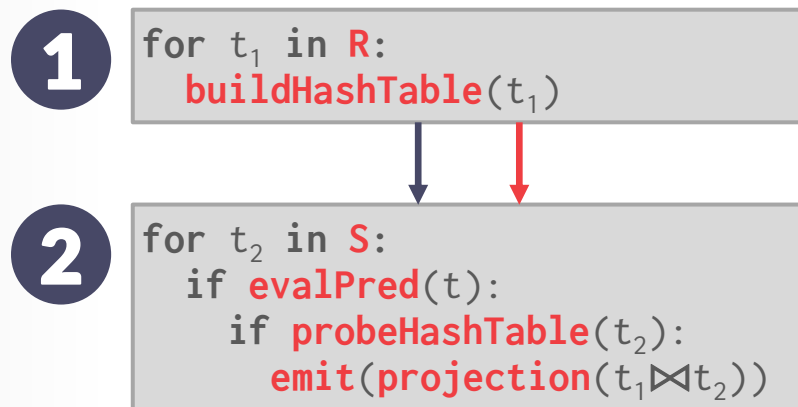 1
for t₁ in R:
buildHashTable(t₁)
2
for t₂ in S:
if evalPred(t):
if probeHashTable(t₂):
emit(projection(t₁⨝t₂))